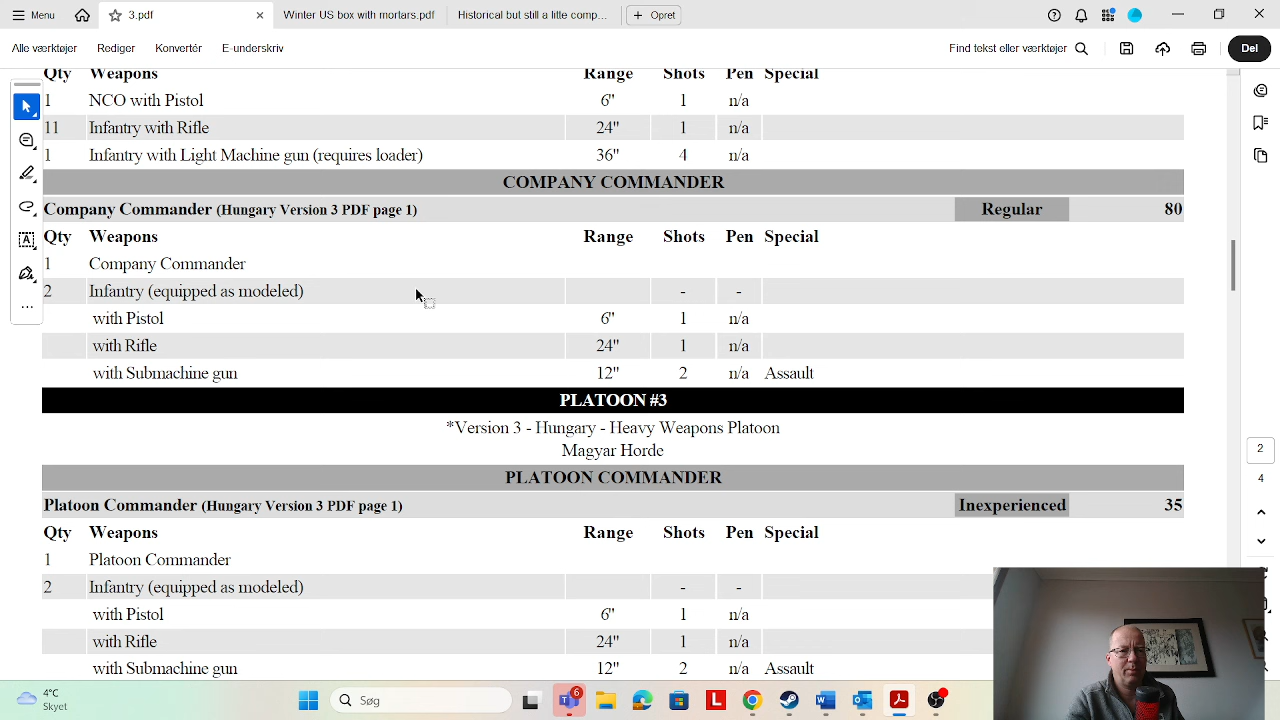 Menu
3.pdf
Winter US box with mortars.pdf
Historical but still a litte comp...
Opret
Alle værktøjer
Rediger
Konvertér
E-underskriv
Find tekst eller værktøjer
Del
Qty Weapons Range Shots Pen Special
1 NCO with Pistol 6" 1 n/a
11 Infantry with Rifle 24" 1 n/a
1 Infantry with Light Machine gun (requires loader) 36" 4 n/a
COMPANY COMMANDER
Company Commander (Hungary Version 3 PDF page 1) Regular 80
Qty Weapons Range Shots Pen Special
1 Company Commander
2 Infantry (equipped as modeled) - -
with Pistol 6" 1 n/a
with Rifle 24" 1 n/a
with Submachine gun 12" 2 n/a Assault
PLATOON #3
*Version 3 - Hungary - Heavy Weapons Platoon
Magyar Horde
PLATOON COMMANDER
Platoon Commander (Hungary Version 3 PDF page 1) Inexperienced 35
Qty Weapons Range Shots Pen Special
1 Platoon Commander
2 Infantry (equipped as modeled) - -
with Pistol 6" 1 n/a
with Rifle 24" 1 n/a
with Submachine gun 12" 2 n/a Assault
2
4
4°C
Skyet
Søg
6